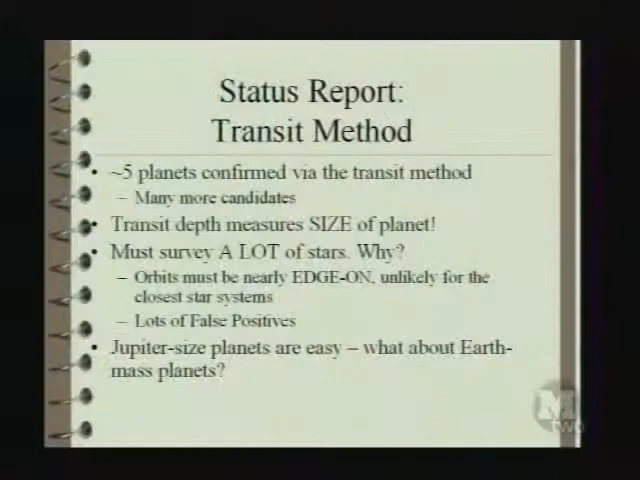 Status Report:
Transit Method
• ~5 planets confirmed via the transit method
– Many more candidates
• Transit depth measures SIZE of planet!
• Must survey A LOT of stars. Why?
– Orbits must be nearly EDGE-ON, unlikely for the
closest star systems
– Lots of False Positives
• Jupiter-size planets are easy – what about Earth-
mass planets?
M
two